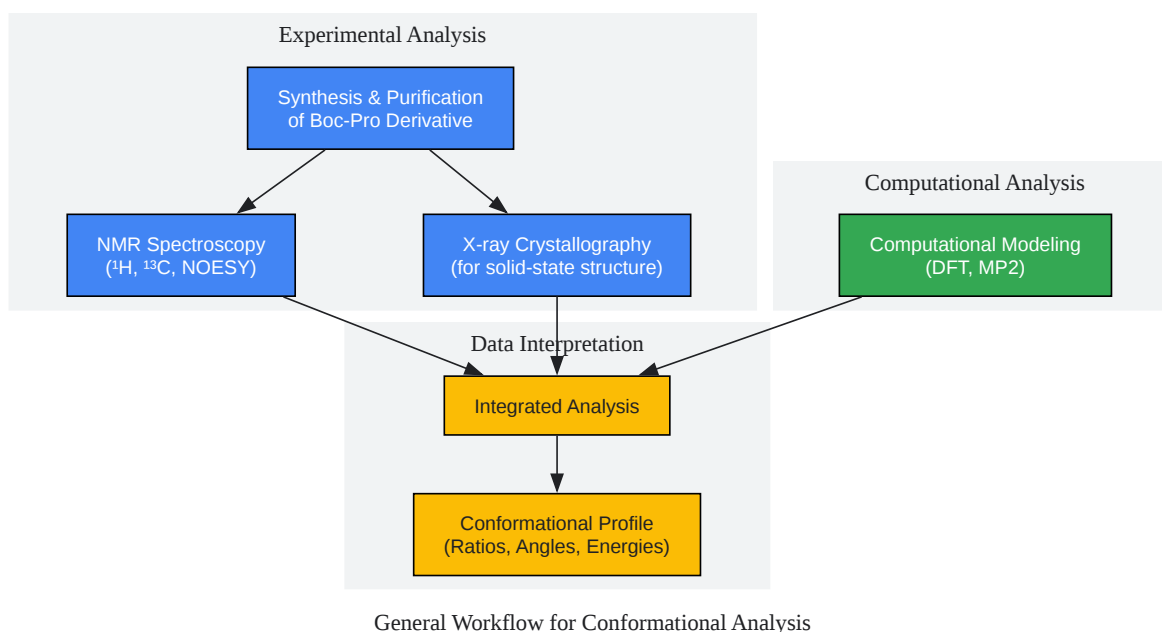 Experimental Analysis
Synthesis & Purification
of Boc-Pro Derivative
Computational Analysis
NMR Spectroscopy
(¹H, ¹³C, NOESY)
X-ray Crystallography
(for solid-state structure)
Computational Modeling
(DFT, MP2)
Data Interpretation
Integrated Analysis
Conformational Profile
(Ratios, Angles, Energies)
General Workflow for Conformational Analysis